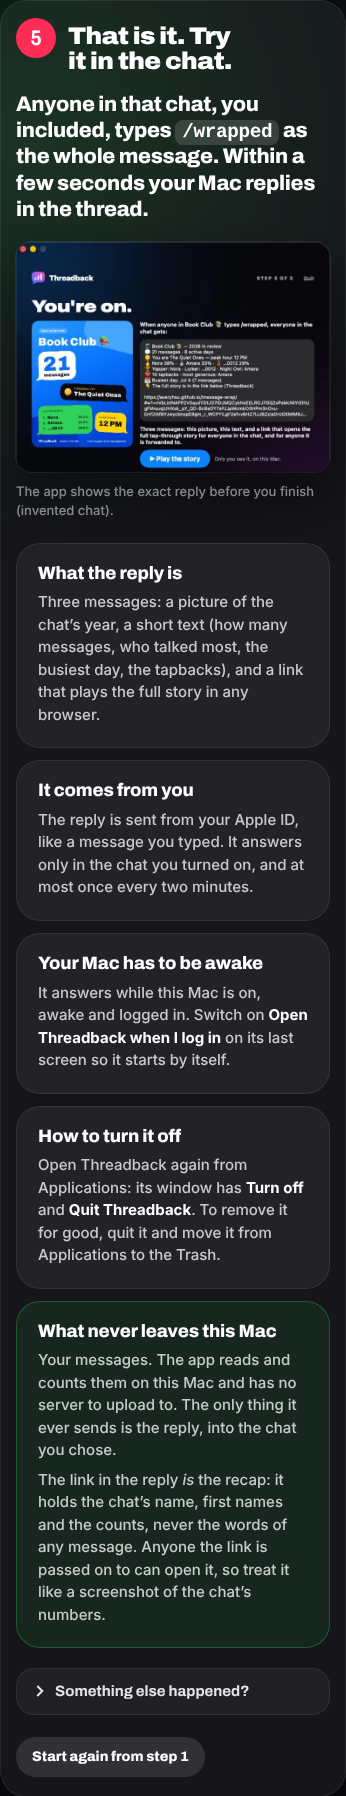 5
That is it. Try
it in the chat.
Anyone in that chat, you
included, types /wrapped as
the whole message. Within a
few seconds your Mac replies
in the thread.
Threadback
STEP 5 OF 5
Quit
You're on.
When anyone in Book Club 📚 types /wrapped, everyone in the
chat gets:
Book Club 📚
21
messages
The Quiet Ones
12 PM
Three messages: this picture, this text, and a link that opens the
full tap-through story for everyone in the chat, and for anyone it
is forwarded to.
▶ Play the story
Only you see it, on this Mac.
The app shows the exact reply before you finish
(invented chat).
What the reply is
Three messages: a picture of the
chat’s year, a short text (how many
messages, who talked most, the
busiest day, the tapbacks), and a link
that plays the full story in any
browser.
It comes from you
The reply is sent from your Apple ID,
like a message you typed. It answers
only in the chat you turned on, and at
most once every two minutes.
Your Mac has to be awake
It answers while this Mac is on,
awake and logged in. Switch on Open
Threadback when I log in on its last
screen so it starts by itself.
How to turn it off
Open Threadback again from
Applications: its window has Turn off
and Quit Threadback. To remove it
for good, quit it and move it from
Applications to the Trash.
What never leaves this Mac
Your messages. The app reads and
counts them on this Mac and has no
server to upload to. The only thing it
ever sends is the reply, into the chat
you chose.
The link in the reply is the recap: it
holds the chat’s name, first names
and the counts, never the words of
any message. Anyone the link is
passed on to can open it, so treat it
like a screenshot of the chat’s
numbers.
Something else happened?
Start again from step 1